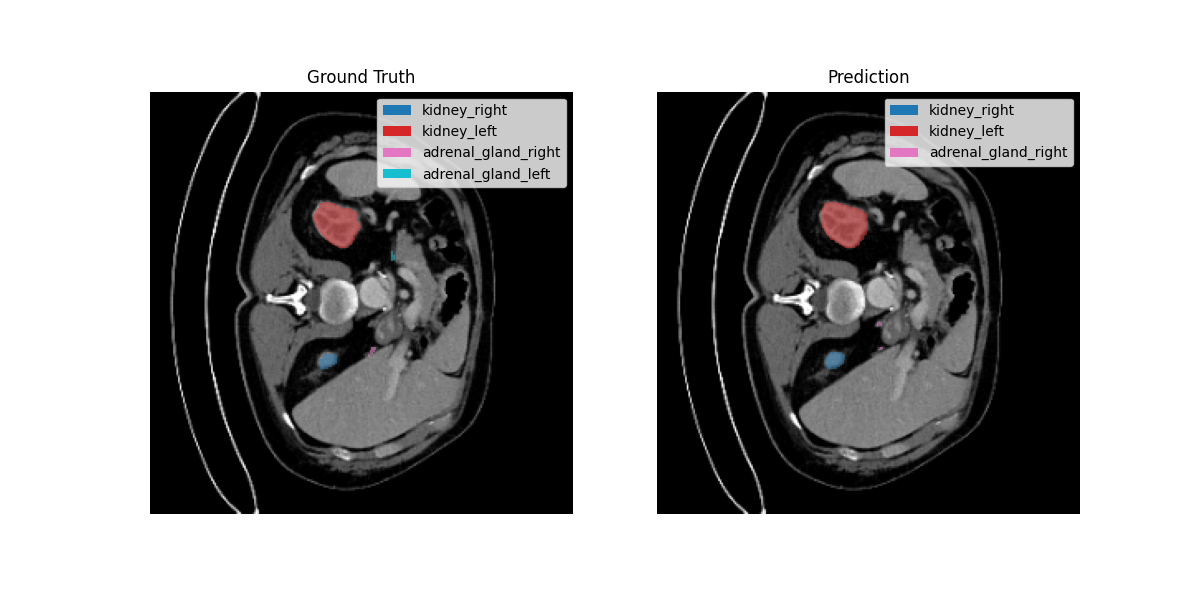 Ground Truth
kidney_right
kidney_left
adrenal_gland_right
adrenal_gland_left
Prediction
kidney_right
kidney_left
adrenal_gland_right